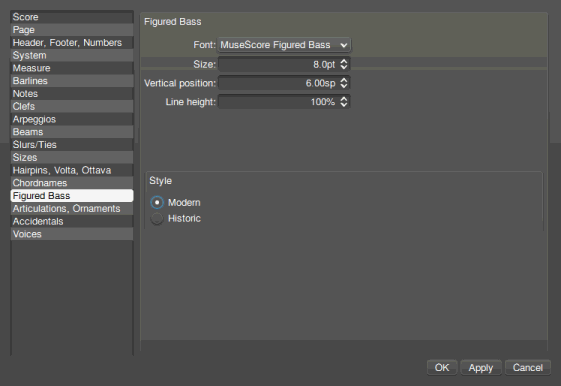 Score
Page
Header, Footer, Numbers
System
Measure
Barlines
Notes
Clefs
Arpeggios
Beams
Slurs/Ties
Sizes
Hairpins, Volta, Ottava
Chordnames
Figured Bass
Articulations, Ornaments
Accidentals
Voices
Figured Bass
Font: MuseScore Figured Bass
Size: 8.0pt
Vertical position: 6.00sp
Line height: 100%
Style
Modern
Historic
OK Apply Cancel